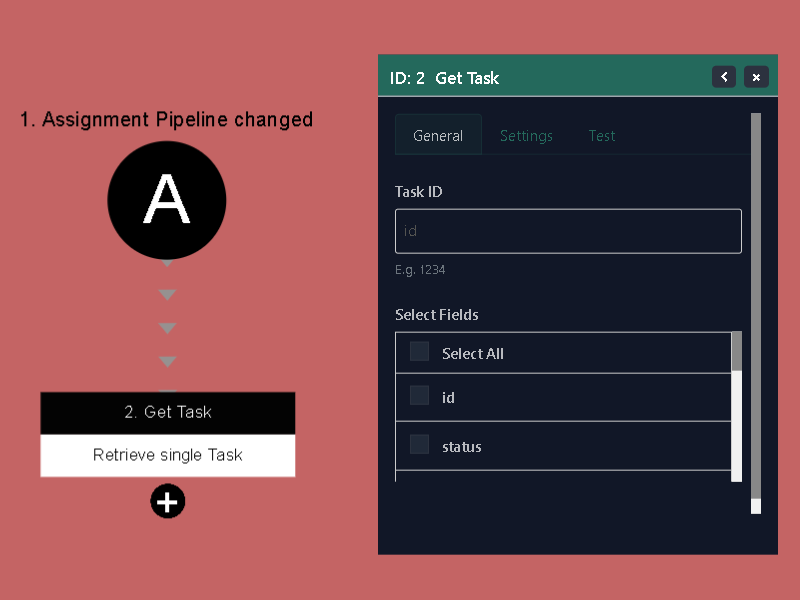 1. Assignment Pipeline changed
A
2. Get Task
Retrieve single Task
ID: 2 Get Task
General Settings Test
Task ID
id
E.g. 1234
Select Fields
Select All
id
status